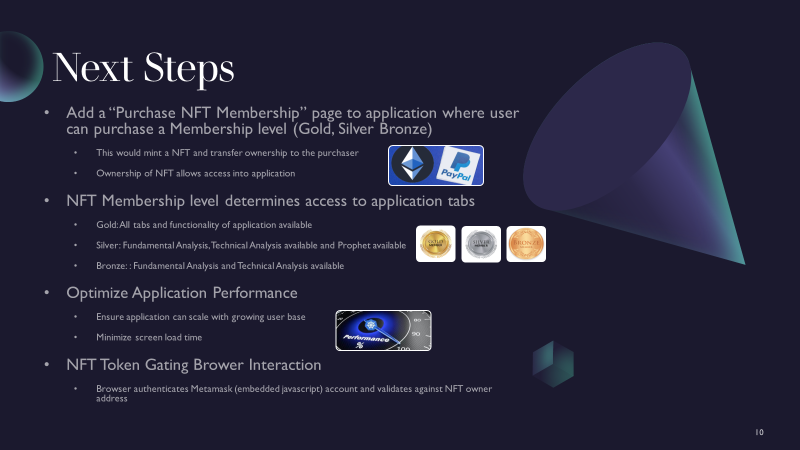 Next Steps
• Add a “Purchase NFT Membership” page to application where user
can purchase a Membership level (Gold, Silver Bronze)
• This would mint a NFT and transfer ownership to the purchaser
• Ownership of NFT allows access into application
PayPal
• NFT Membership level determines access to application tabs
• Gold: All tabs and functionality of application available
• Silver: Fundamental Analysis, Technical Analysis available and Prophet available
• Bronze: : Fundamental Analysis and Technical Analysis available
GOLD
SILVER
BRONZE
• Optimize Application Performance
• Ensure application can scale with growing user base
• Minimize screen load time
80
90
100
Performance
%
• NFT Token Gating Brower Interaction
• Browser authenticates Metamask (embedded javascript) account and validates against NFT owner
address
10